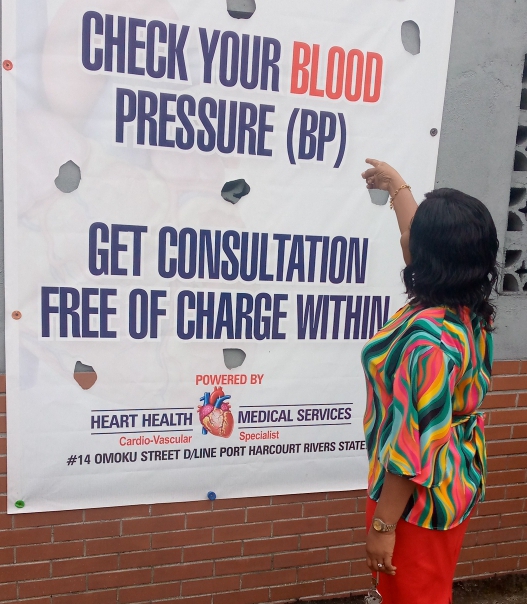 CHECK YOUR BLOOD
PRESSURE (BP)
GET CONSULTATION
FREE OF CHARGE WITHIN
POWERED BY
HEART HEALTH MEDICAL SERVICES
Cardio-Vascular Specialist
#14 OMOKU STREET D/LINE PORT HARCOURT RIVERS STATE